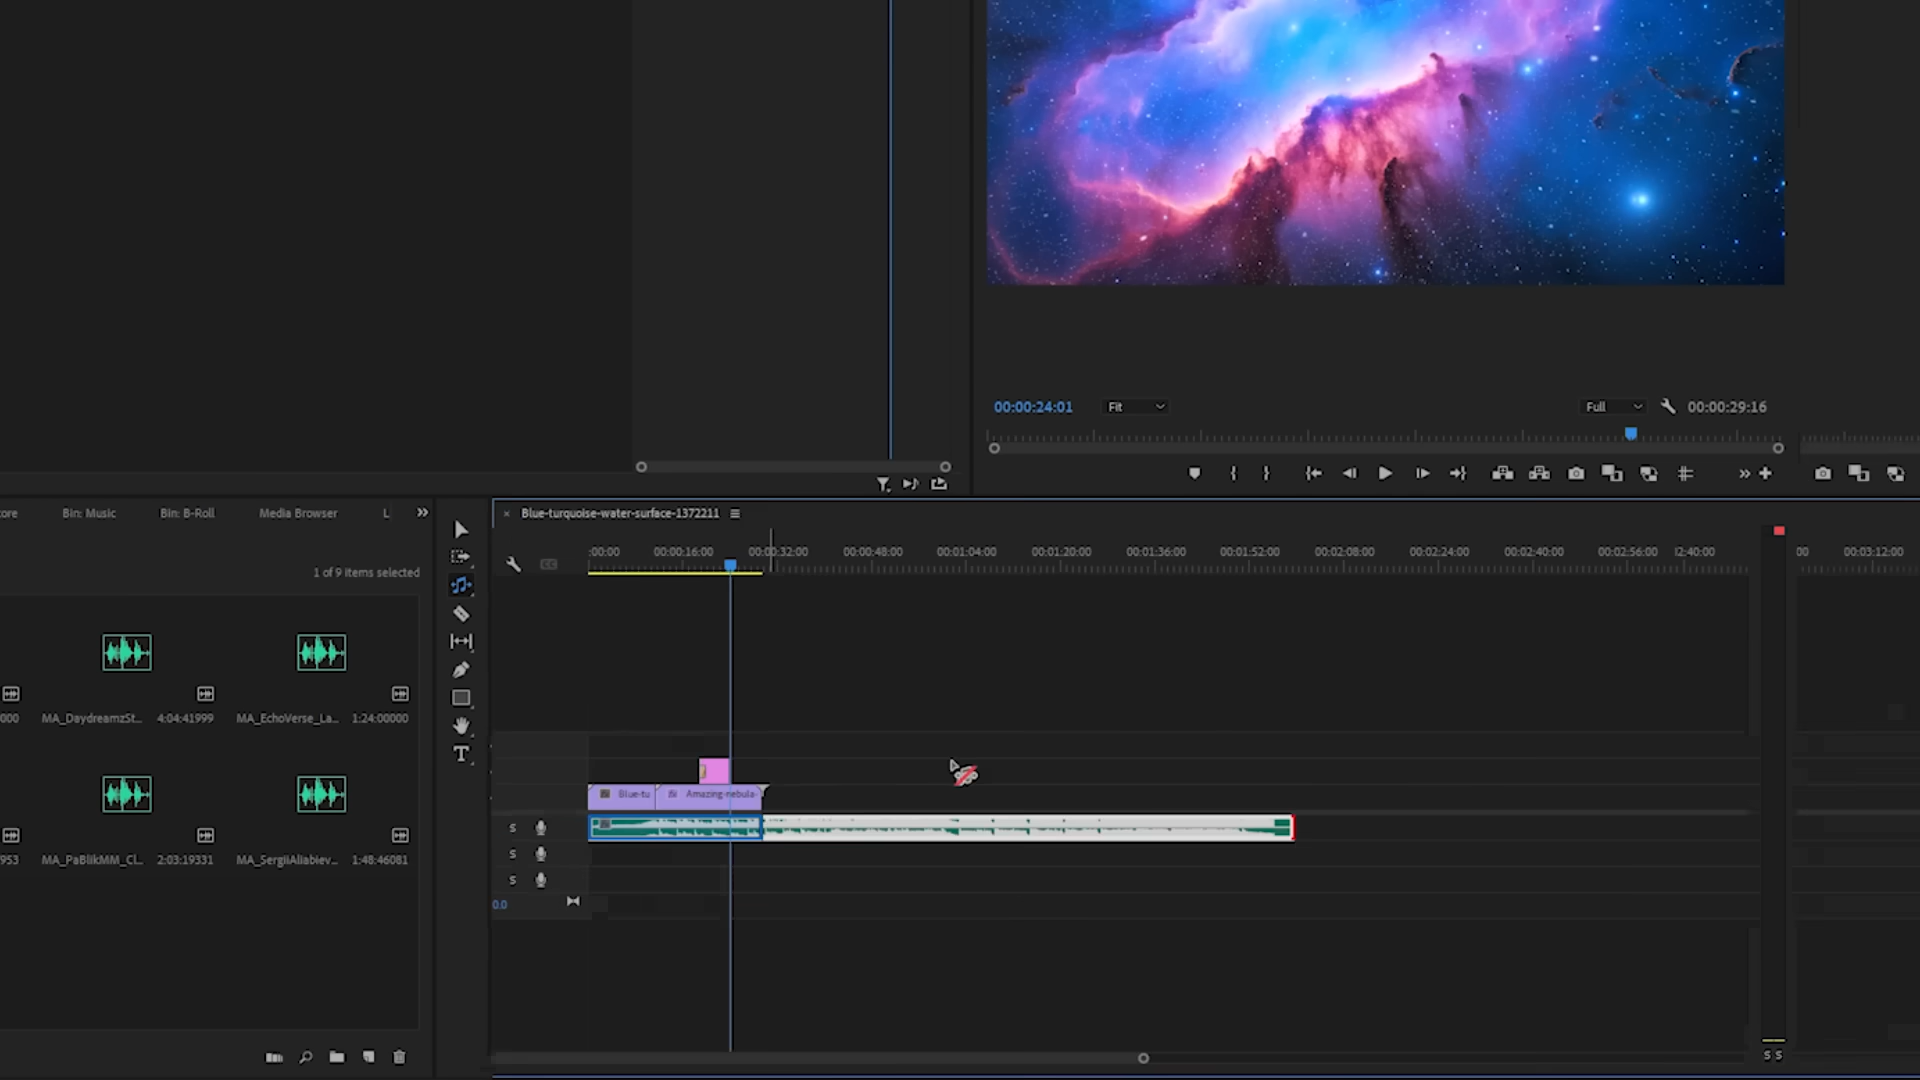 00:00:24:01
Fit
Full
00:00:29:16
Bin: Music
Bin: B-Roll
Media Browser
L
Blue-turquoise-water-surface-1372211
:00:00
00:00:16:00
00:00:32:00
00:00:48:00
00:01:04:00
00:01:20:00
00:01:36:00
00:01:52:00
00:02:08:00
00:02:24:00
00:02:40:00
00:02:56:00
00:03:12:00
1 of 9 items selected
000
MA_DaydreamzSt...
4:04:41999
MA_EchoVerse_La...
1:24:00000
T
Blue-tu
Amazing-nebula-
S
953
MA_PaBlikMM_Cl...
2:03:19331
MA_SergiiAliabiev...
1:48:46081
S
S
0.0
S S